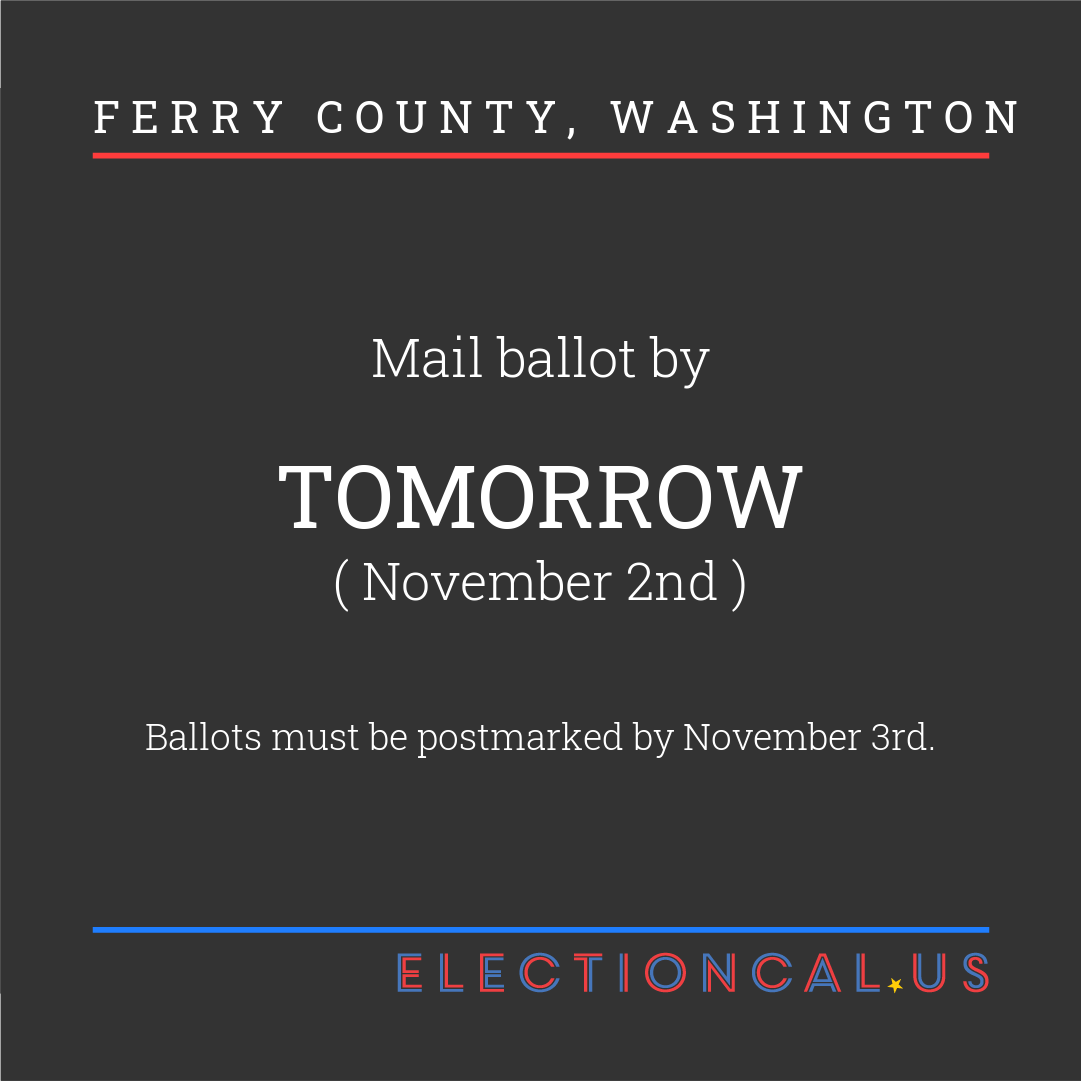 FERRY COUNTY, WASHINGTON
Mail ballot by
TOMORROW
( November 2nd )
Ballots must be postmarked by November 3rd.
ELECTIONCAL.US